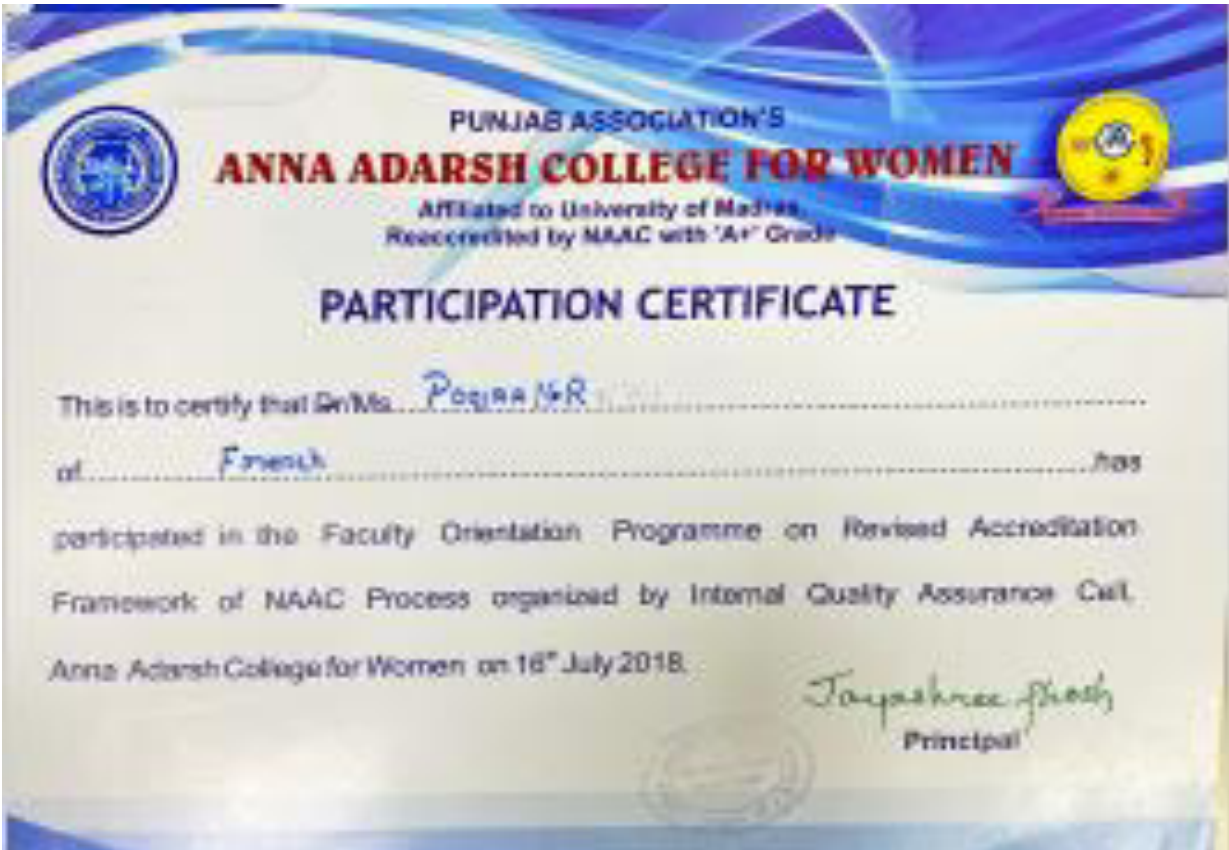 PUNJAB ASSOCIATION'S
ANNA ADARSH COLLEGE FOR WOMEN
Affiliated to University of Madras,
Reaccredited by NAAC with 'A+' Grade
PARTICIPATION CERTIFICATE
This is to certify that Dr/Ms.
of French has
participated in the Faculty Orientation Programme on Revised Accreditation
Framework of NAAC Process organized by Internal Quality Assurance Cell,
Anna Adarsh College for Women on 16th July 2018.
Jayashree Ghosh
Principal